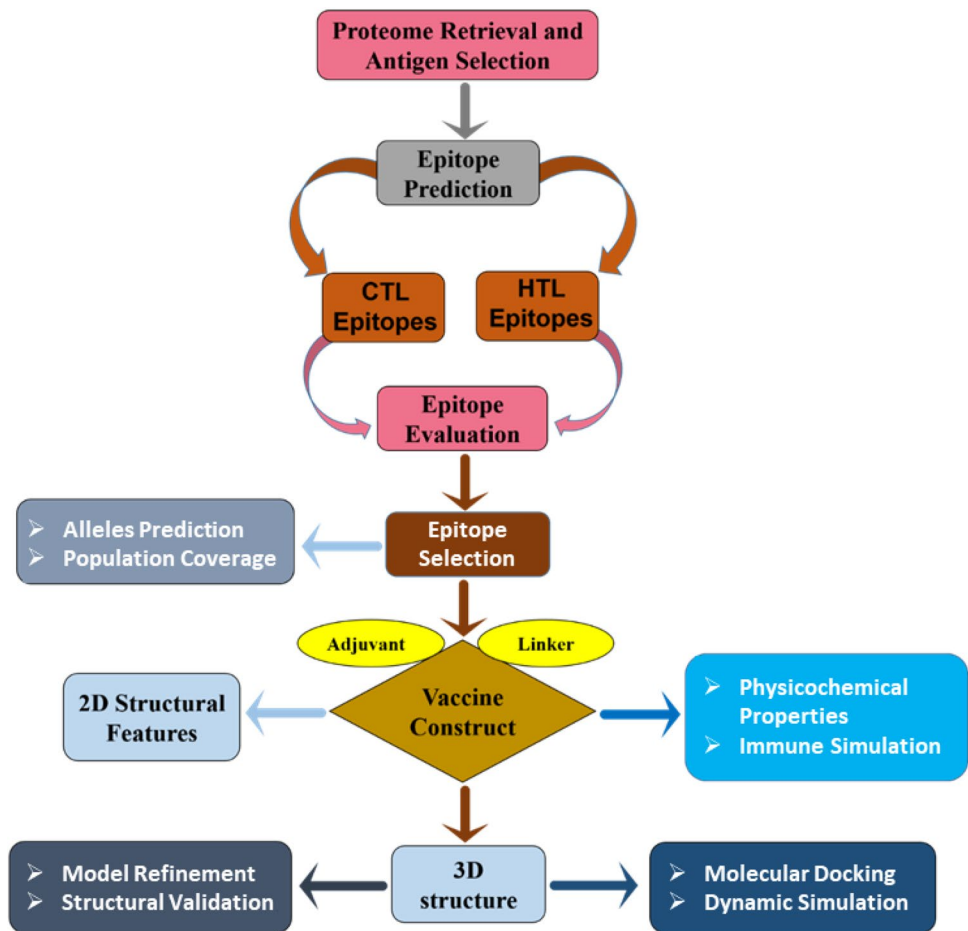 Proteome Retrieval and
Antigen Selection
Epitope
Prediction
CTL
Epitopes
HTL
Epitopes
Epitope
Evaluation
➢ Alleles Prediction
➢ Population Coverage
Epitope
Selection
Adjuvant
Linker
2D Structural
Features
Vaccine
Construct
➢ Physicochemical
Properties
➢ Immune Simulation
➢ Model Refinement
➢ Structural Validation
3D
structure
➢ Molecular Docking
➢ Dynamic Simulation